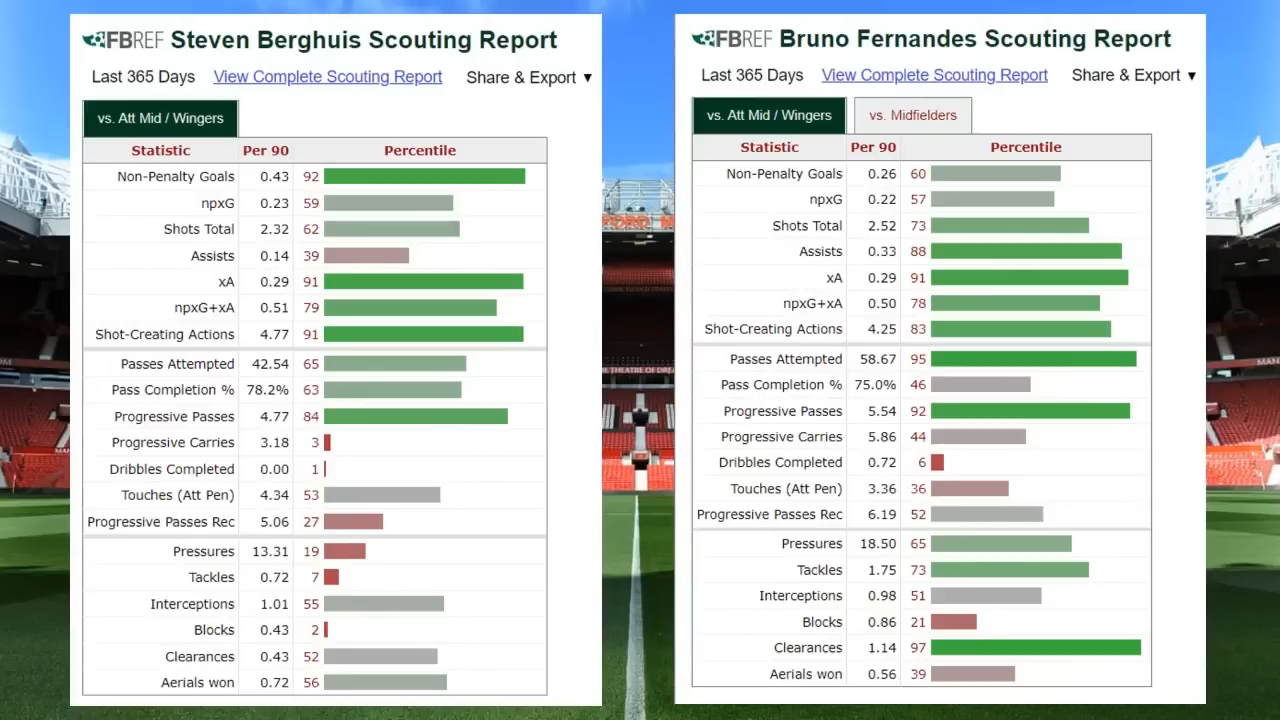 FBREF Steven Berghuis Scouting Report
Last 365 Days View Complete Scouting Report Share & Export ▼
vs. Att Mid / Wingers
Statistic Per 90 Percentile
Non-Penalty Goals 0.43 92
npxG 0.23 59
Shots Total 2.32 62
Assists 0.14 39
xA 0.29 91
npxG+xA 0.51 79
Shot-Creating Actions 4.77 91
Passes Attempted 42.54 65
Pass Completion % 78.2% 63
Progressive Passes 4.77 84
Progressive Carries 3.18 3
Dribbles Completed 0.00 1
Touches (Att Pen) 4.34 53
Progressive Passes Rec 5.06 27
Pressures 13.31 19
Tackles 0.72 7
Interceptions 1.01 55
Blocks 0.43 2
Clearances 0.43 52
Aerials won 0.72 56
FBREF Bruno Fernandes Scouting Report
Last 365 Days View Complete Scouting Report Share & Export ▼
vs. Att Mid / Wingers vs. Midfielders
Statistic Per 90 Percentile
Non-Penalty Goals 0.26 60
npxG 0.22 57
Shots Total 2.52 73
Assists 0.33 88
xA 0.29 91
npxG+xA 0.50 78
Shot-Creating Actions 4.25 83
Passes Attempted 58.67 95
Pass Completion % 75.0% 46
Progressive Passes 5.54 92
Progressive Carries 5.86 44
Dribbles Completed 0.72 6
Touches (Att Pen) 3.36 36
Progressive Passes Rec 6.19 52
Pressures 18.50 65
Tackles 1.75 73
Interceptions 0.98 51
Blocks 0.86 21
Clearances 1.14 97
Aerials won 0.56 39
THE THEATRE OF